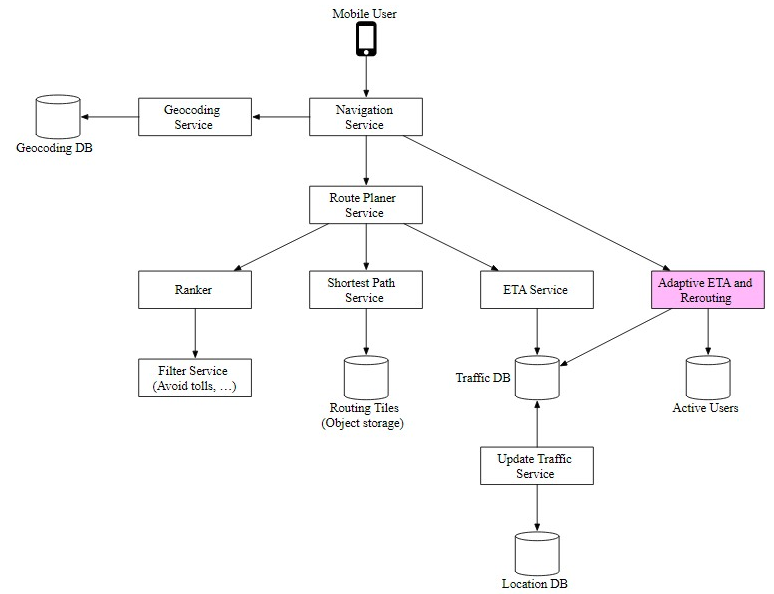 Mobile User
Geocoding
Service
Navigation
Service
Geocoding DB
Route Planer
Service
Ranker
Shortest Path
Service
ETA Service
Adaptive ETA and
Rerouting
Filter Service
(Avoid tolls, …)
Routing Tiles
(Object storage)
Traffic DB
Active Users
Update Traffic
Service
Location DB